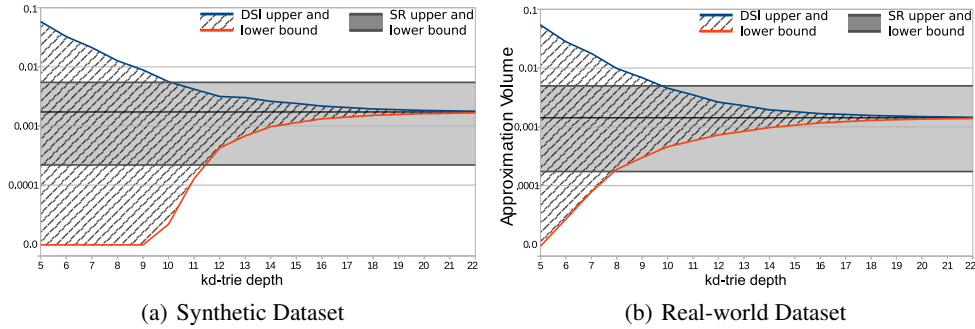 0.1
0.01
0.001
0.0001
0.0
DSI upper and
lower bound
SR upper and
lower bound
5 6 7 8 9 10 11 12 13 14 15 16 17 18 19 20 21 22
kd-trie depth
(a) Synthetic Dataset
Approximation Volume
0.1
0.01
0.001
0.0001
0.0
DSI upper and
lower bound
SR upper and
lower bound
5 6 7 8 9 10 11 12 13 14 15 16 17 18 19 20 21 22
kd-trie depth
(b) Real-world Dataset